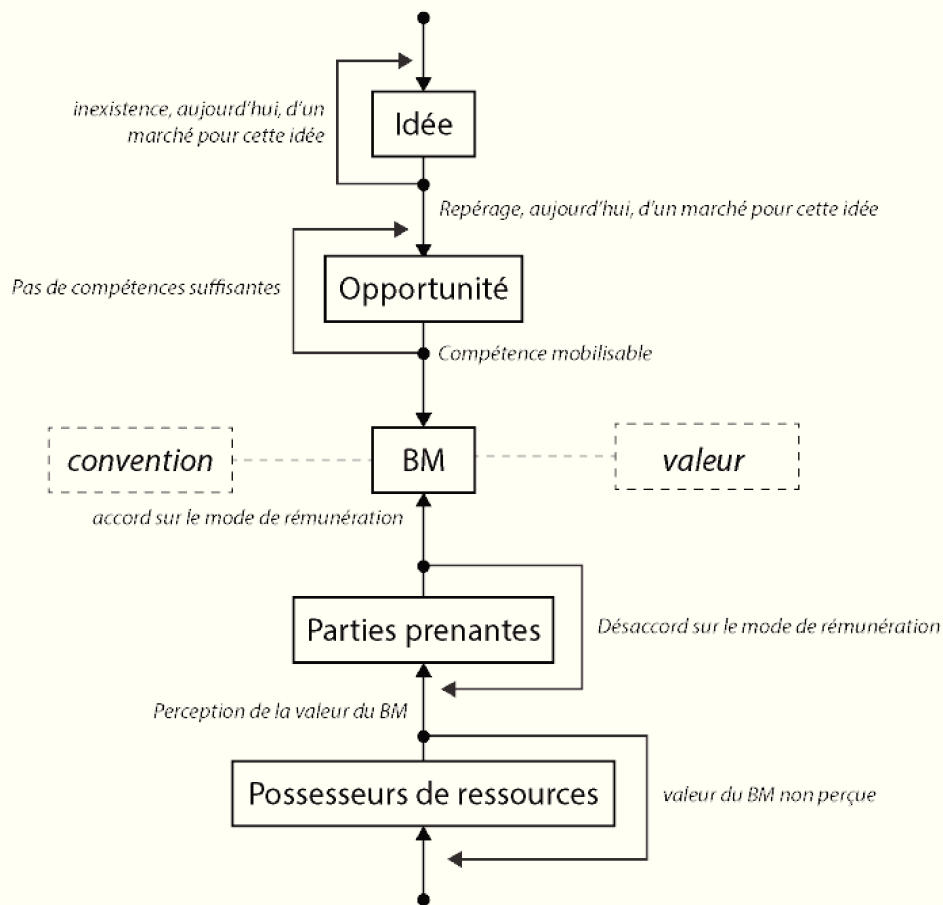 Idée
inexistence, aujourd'hui, d'un
marché pour cette idée
Repérage, aujourd'hui, d'un marché pour cette idée
Opportunité
Pas de compétences suffisantes
Compétence mobilisable
convention
BM
valeur
accord sur le mode de rémunération
Parties prenantes
Désaccord sur le mode de rémunération
Perception de la valeur du BM
Possesseurs de ressources
valeur du BM non perçue